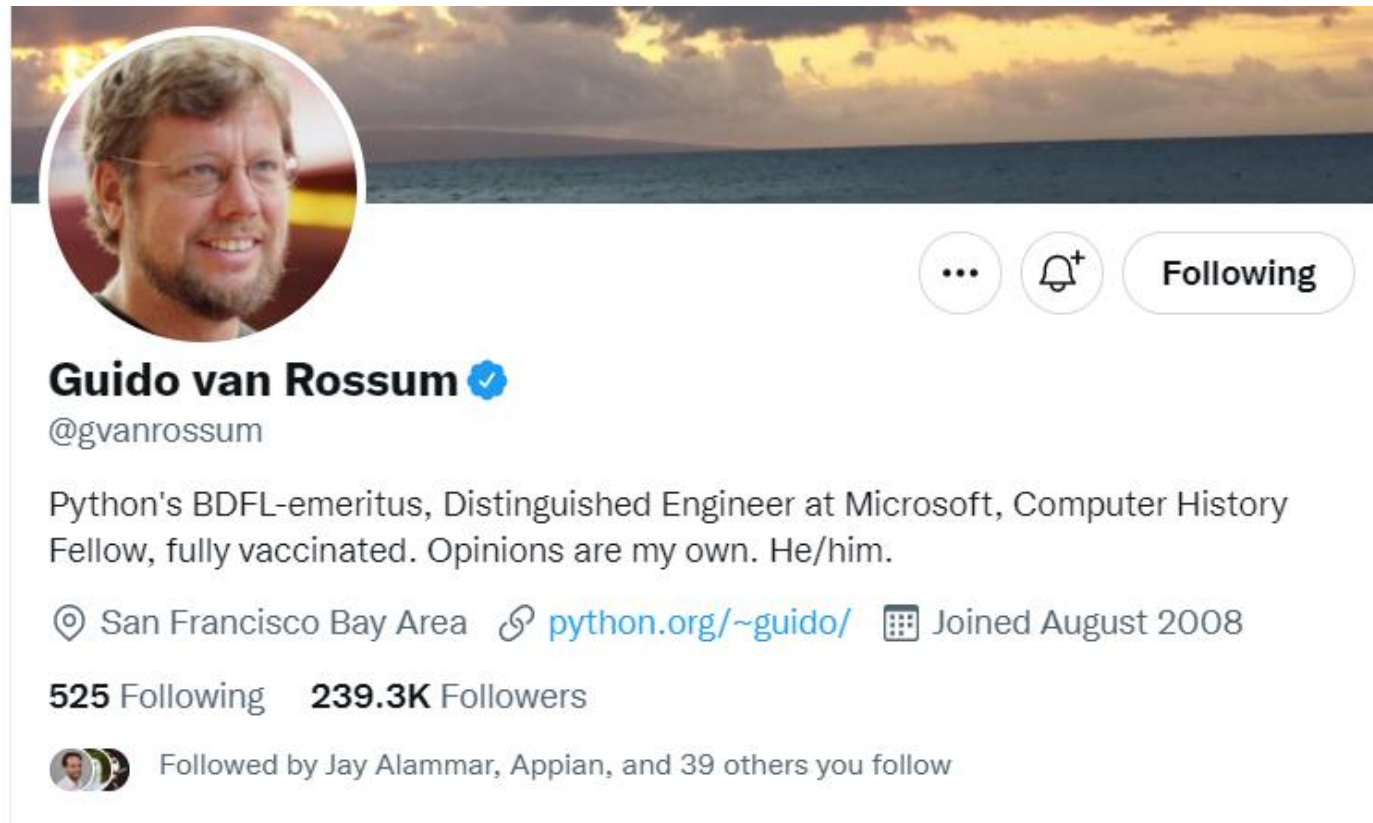 Following
Guido van Rossum
@gvanrossum
Python's BDFL-emeritus, Distinguished Engineer at Microsoft, Computer History
Fellow, fully vaccinated. Opinions are my own. He/him.
San Francisco Bay Area python.org/~guido/ Joined August 2008
525 Following 239.3K Followers
Followed by Jay Alammar, Appian, and 39 others you follow